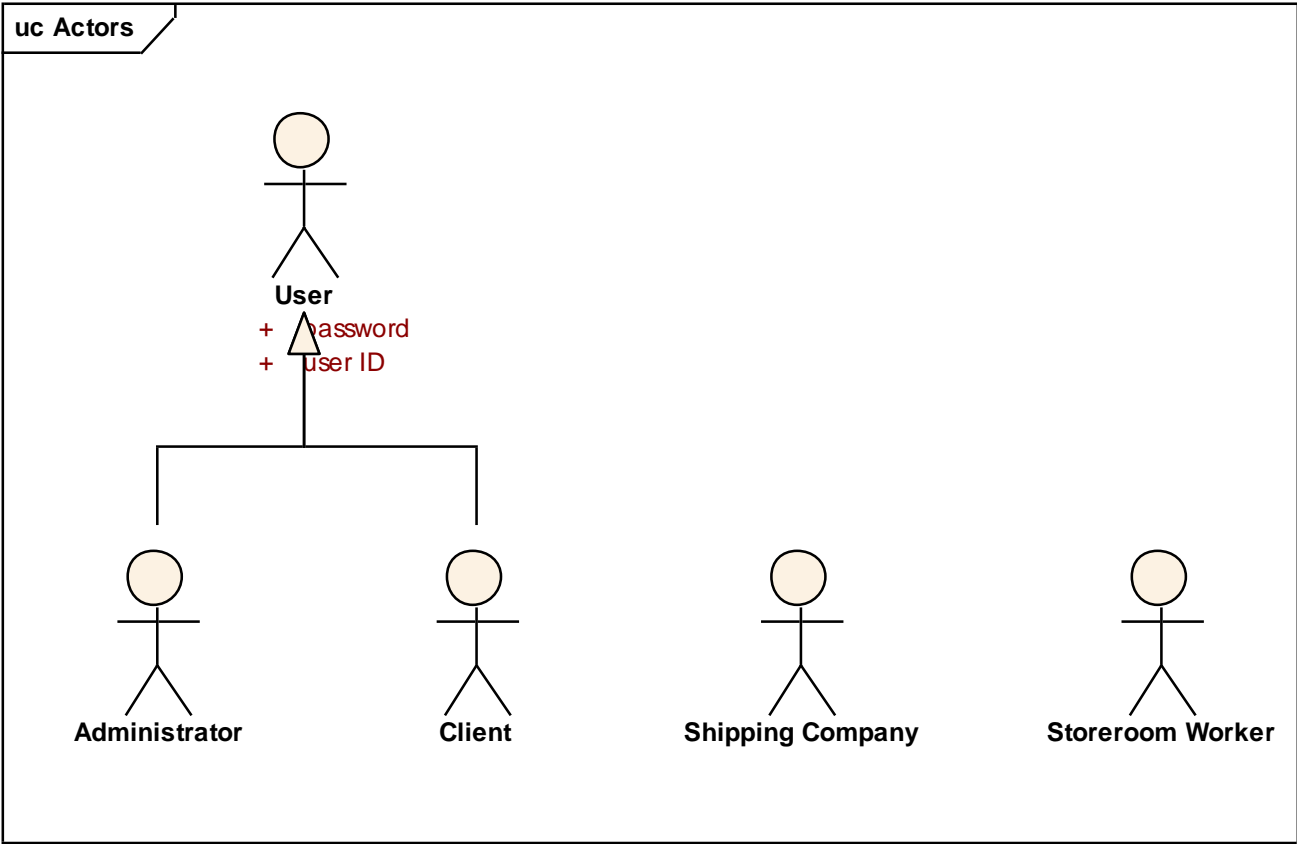 uc Actors
User
+ password
+ user ID
Administrator
Client
Shipping Company
Storeroom Worker